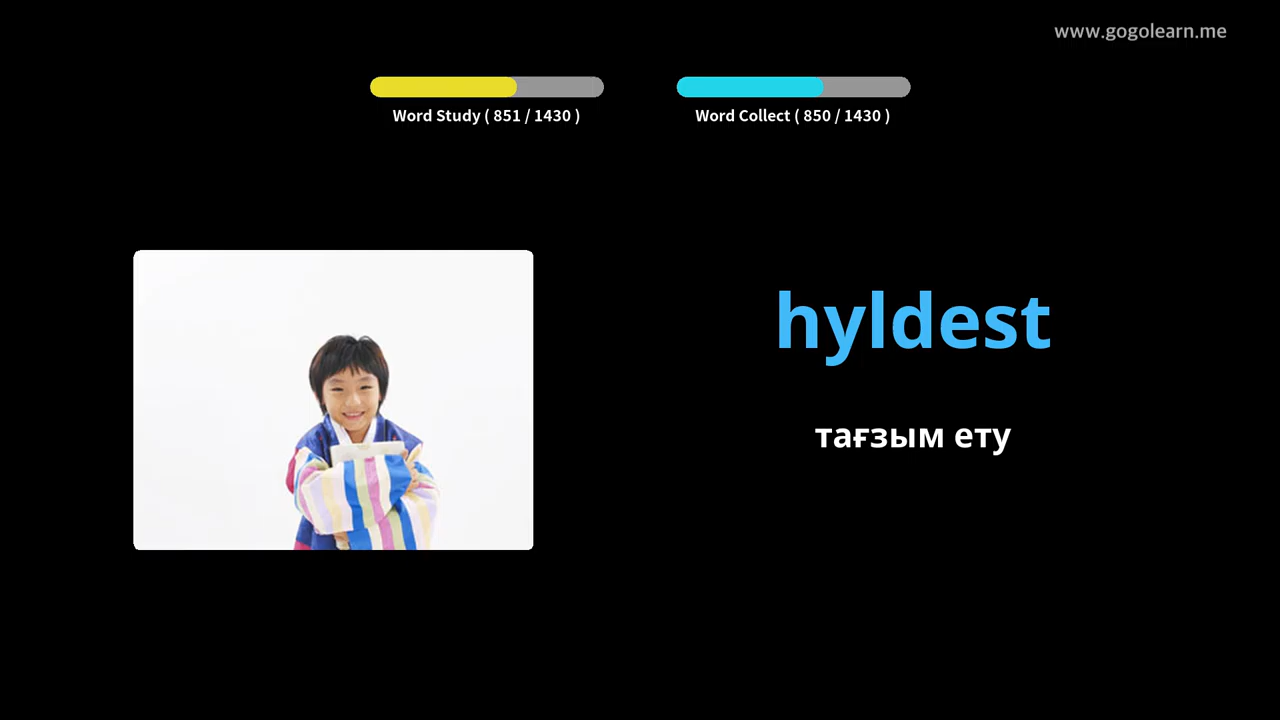 www.gogolearn.me
Word Study ( 851 / 1430 )
Word Collect ( 850 / 1430 )
hyldest
тағзым ету